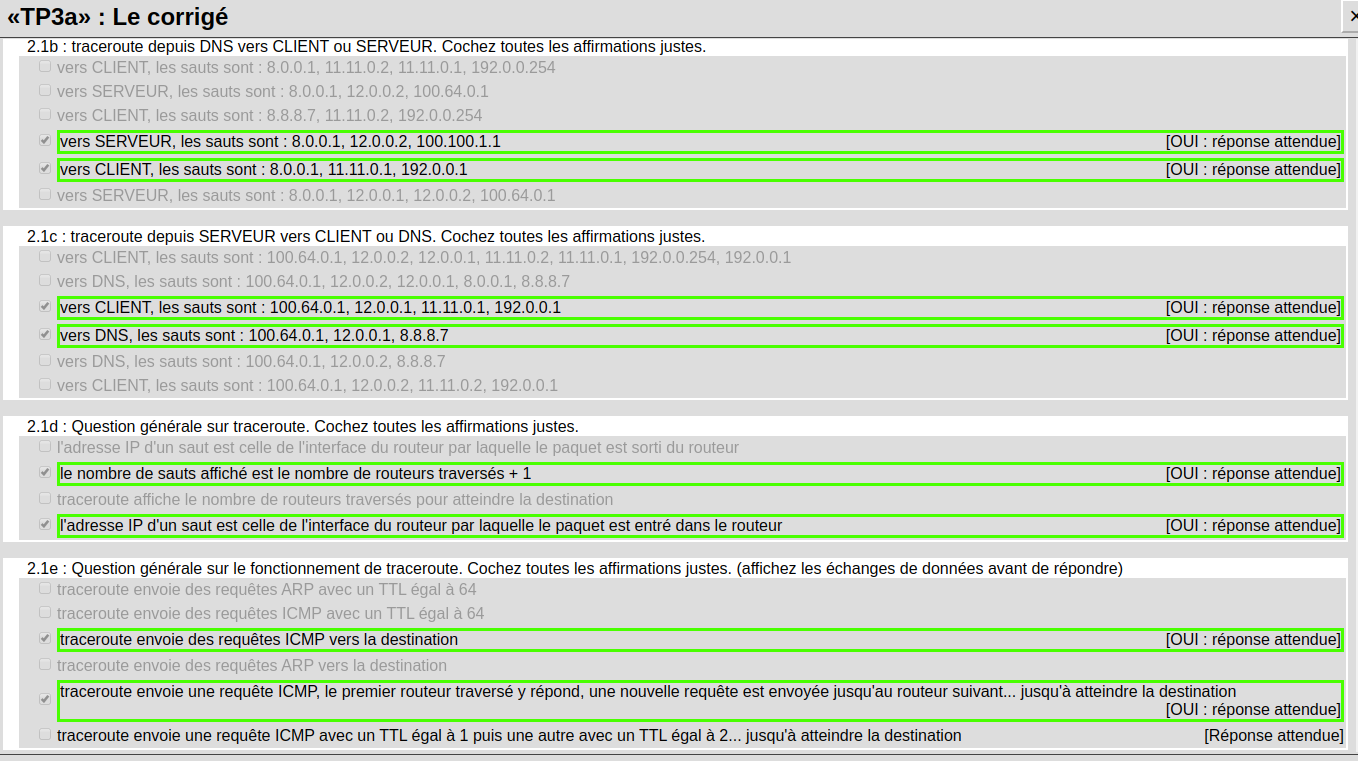 «TP3a» : Le corrigé
2.1b : traceroute depuis DNS vers CLIENT ou SERVEUR. Cochez toutes les affirmations justes.
vers CLIENT, les sauts sont : 8.0.0.1, 11.11.0.2, 11.11.0.1, 192.0.0.254
vers SERVEUR, les sauts sont : 8.0.0.1, 12.0.0.2, 100.64.0.1
vers CLIENT, les sauts sont : 8.8.8.7, 11.11.0.2, 192.0.0.254
vers SERVEUR, les sauts sont : 8.0.0.1, 12.0.0.2, 100.100.1.1 [OUI : réponse attendue]
vers CLIENT, les sauts sont : 8.0.0.1, 11.11.0.1, 192.0.0.1 [OUI : réponse attendue]
vers SERVEUR, les sauts sont : 8.0.0.1, 12.0.0.1, 12.0.0.2, 100.64.0.1
2.1c : traceroute depuis SERVEUR vers CLIENT ou DNS. Cochez toutes les affirmations justes.
vers CLIENT, les sauts sont : 100.64.0.1, 12.0.0.2, 12.0.0.1, 11.11.0.2, 11.11.0.1, 192.0.0.254, 192.0.0.1
vers DNS, les sauts sont : 100.64.0.1, 12.0.0.2, 12.0.0.1, 8.0.0.1, 8.8.8.7
vers CLIENT, les sauts sont : 100.64.0.1, 12.0.0.1, 11.11.0.1, 192.0.0.1 [OUI : réponse attendue]
vers DNS, les sauts sont : 100.64.0.1, 12.0.0.1, 8.8.8.7 [OUI : réponse attendue]
vers DNS, les sauts sont : 100.64.0.1, 12.0.0.2, 8.8.8.7
vers CLIENT, les sauts sont : 100.64.0.1, 12.0.0.2, 11.11.0.2, 192.0.0.1
2.1d : Question générale sur traceroute. Cochez toutes les affirmations justes.
l'adresse IP d'un saut est celle de l'interface du routeur par laquelle le paquet est sorti du routeur
le nombre de sauts affiché est le nombre de routeurs traversés + 1 [OUI : réponse attendue]
traceroute affiche le nombre de routeurs traversés pour atteindre la destination
l'adresse IP d'un saut est celle de l'interface du routeur par laquelle le paquet est entré dans le routeur [OUI : réponse attendue]
2.1e : Question générale sur le fonctionnement de traceroute. Cochez toutes les affirmations justes. (affichez les échanges de données avant de répondre)
traceroute envoie des requêtes ARP avec un TTL égal à 64
traceroute envoie des requêtes ICMP avec un TTL égal à 64
traceroute envoie des requêtes ICMP vers la destination [OUI : réponse attendue]
traceroute envoie des requêtes ARP vers la destination
traceroute envoie une requête ICMP, le premier routeur traversé y répond, une nouvelle requête est envoyée jusqu'au routeur suivant... jusqu'à atteindre la destination
[OUI : réponse attendue]
traceroute envoie une requête ICMP avec un TTL égal à 1 puis une autre avec un TTL égal à 2... jusqu'à atteindre la destination [Réponse attendue]